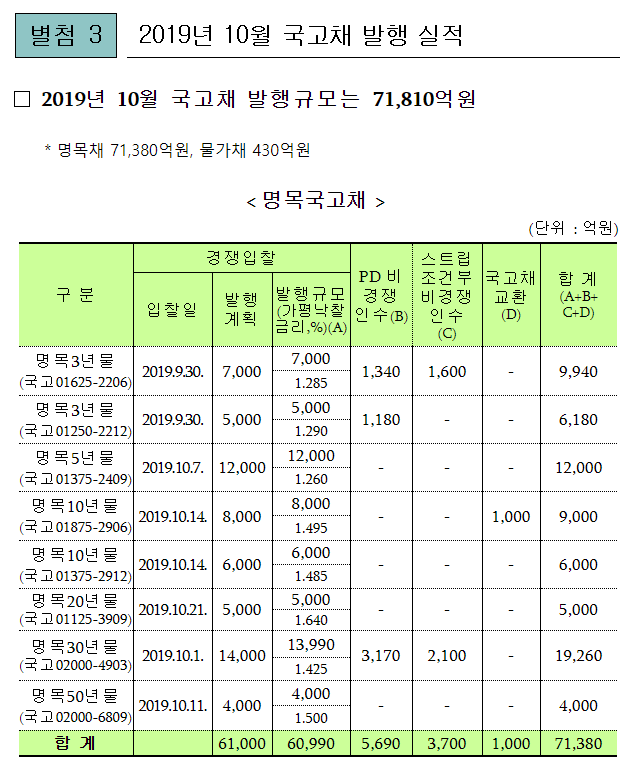 별첨 3 2019년 10월 국고채 발행 실적
□ 2019년 10월 국고채 발행규모는 71,810억원
* 명목채 71,380억원, 물가채 430억원
< 명목국고채 >
(단위 : 억원)
구 분 경쟁입찰 PD 비경쟁인수(B) 스트립조건부비경쟁인수(C) 국고채교환(D) 합 계(A+B+C+D)
입찰일 발행계획 발행규모(가평낙찰금리,%)(A)
명목3년물 (국고01625-2206) 2019.9.30. 7,000 7,000 1.285 1,340 1,600 - 9,940
명목3년물 (국고01250-2212) 2019.9.30. 5,000 5,000 1.290 1,180 - - 6,180
명목5년물 (국고01375-2409) 2019.10.7. 12,000 12,000 1.260 - - - 12,000
명목10년물 (국고01875-2906) 2019.10.14. 8,000 8,000 1.495 - - 1,000 9,000
명목10년물 (국고01375-2912) 2019.10.14. 6,000 6,000 1.485 - - - 6,000
명목20년물 (국고01125-3909) 2019.10.21. 5,000 5,000 1.640 - - - 5,000
명목30년물 (국고02000-4903) 2019.10.1. 14,000 13,990 1.425 3,170 2,100 - 19,260
명목50년물 (국고02000-6809) 2019.10.11. 4,000 4,000 1.500 - - - 4,000
합 계 61,000 60,990 5,690 3,700 1,000 71,380